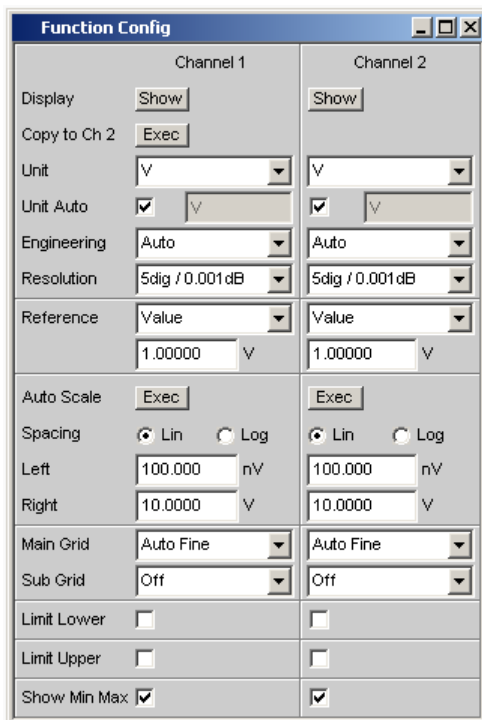 Function Config
Channel 1 Channel 2
Display Show Show
Copy to Ch 2 Exec
Unit V V
Unit Auto V V
Engineering Auto Auto
Resolution 5dig / 0.001dB 5dig / 0.001dB
Reference Value Value
1.00000 V 1.00000 V
Auto Scale Exec Exec
Spacing Lin Log Lin Log
Left 100.000 nV 100.000 nV
Right 10.0000 V 10.0000 V
Main Grid Auto Fine Auto Fine
Sub Grid Off Off
Limit Lower
Limit Upper
Show Min Max